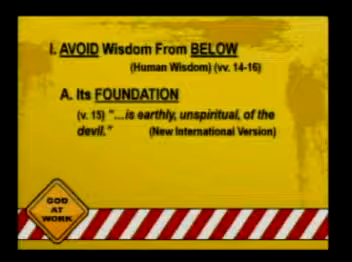 I. AVOID Wisdom From BELOW
(Human Wisdom) (vv. 14-16)
A. Its FOUNDATION
(v. 15) "...is earthly, unspiritual, of the
devil." (New International Version)
GOD
AT
WORK